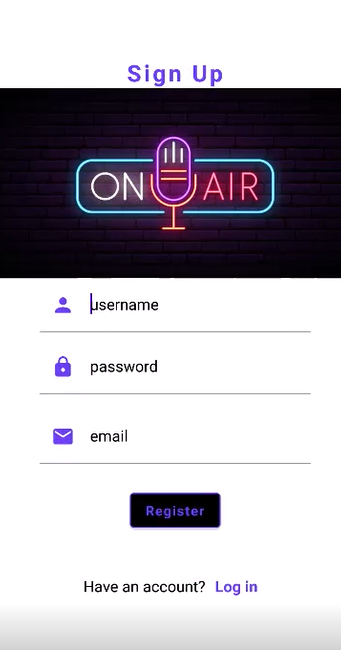 Sign Up
ON AIR
username
password
email
Register
Have an account? Log in